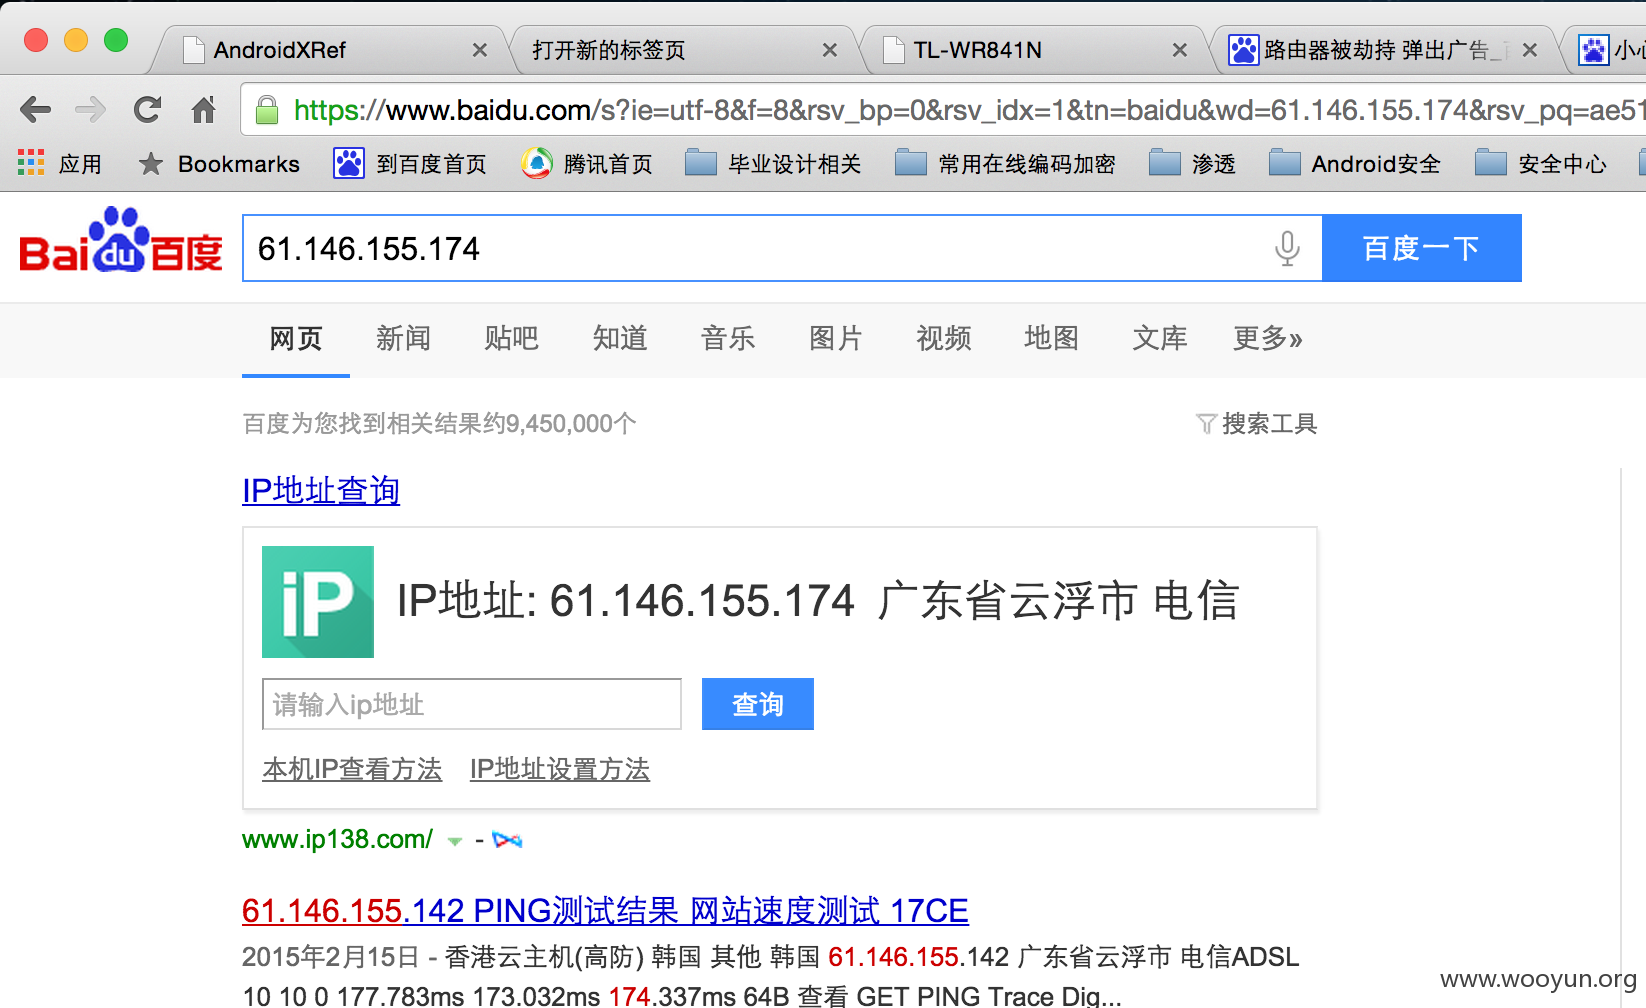 AndroidXRef
打开新的标签页
TL-WR841N
路由器被劫持 弹出广告_
小心
https://www.baidu.com/s?ie=utf-8&f=8&rsv_bp=0&rsv_idx=1&tn=baidu&wd=61.146.155.174&rsv_pq=ae51
应用 Bookmarks 到百度首页 腾讯首页 毕业设计相关 常用在线编码加密 渗透 Android安全 安全中心
Baidu百度 61.146.155.174 百度一下
网页 新闻 贴吧 知道 音乐 图片 视频 地图 文库 更多»
百度为您找到相关结果约9,450,000个 搜索工具
IP地址查询
iP IP地址: 61.146.155.174 广东省云浮市 电信
请输入ip地址 查询
本机IP查看方法 IP地址设置方法
www.ip138.com/ -
61.146.155.142 PING测试结果 网站速度测试 17CE
2015年2月15日 - 香港云主机(高防) 韩国 其他 韩国 61.146.155.142 广东省云浮市 电信ADSL
10 10 0 177.783ms 173.032ms 174.337ms 64B 查看 GET PING Trace Dig...
www.wooyun.org